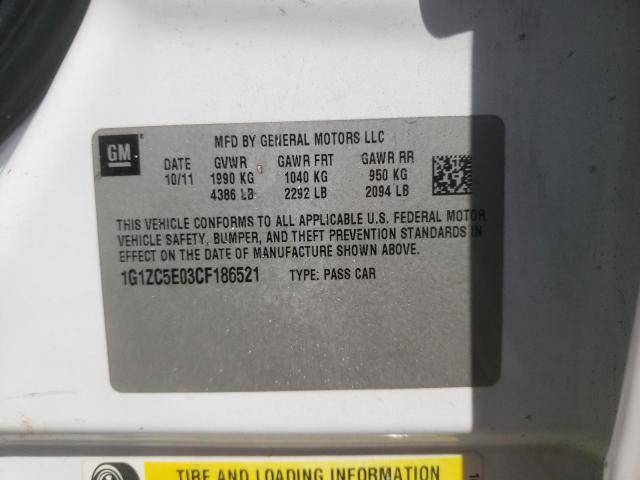 GM
MFD BY GENERAL MOTORS LLC
DATE GVWR GAWR FRT GAWR RR
10/11 1990 KG 1040 KG 950 KG
4386 LB 2292 LB 2094 LB
THIS VEHICLE CONFORMS TO ALL APPLICABLE U.S. FEDERAL MOTOR
VEHICLE SAFETY, BUMPER, AND THEFT PREVENTION STANDARDS IN
EFFECT ON THE DATE OF MANUFACTURE SHOWN ABOVE.
1G1ZC5E03CF186521 TYPE: PASS CAR
TIRE AND LOADING INFORMATION